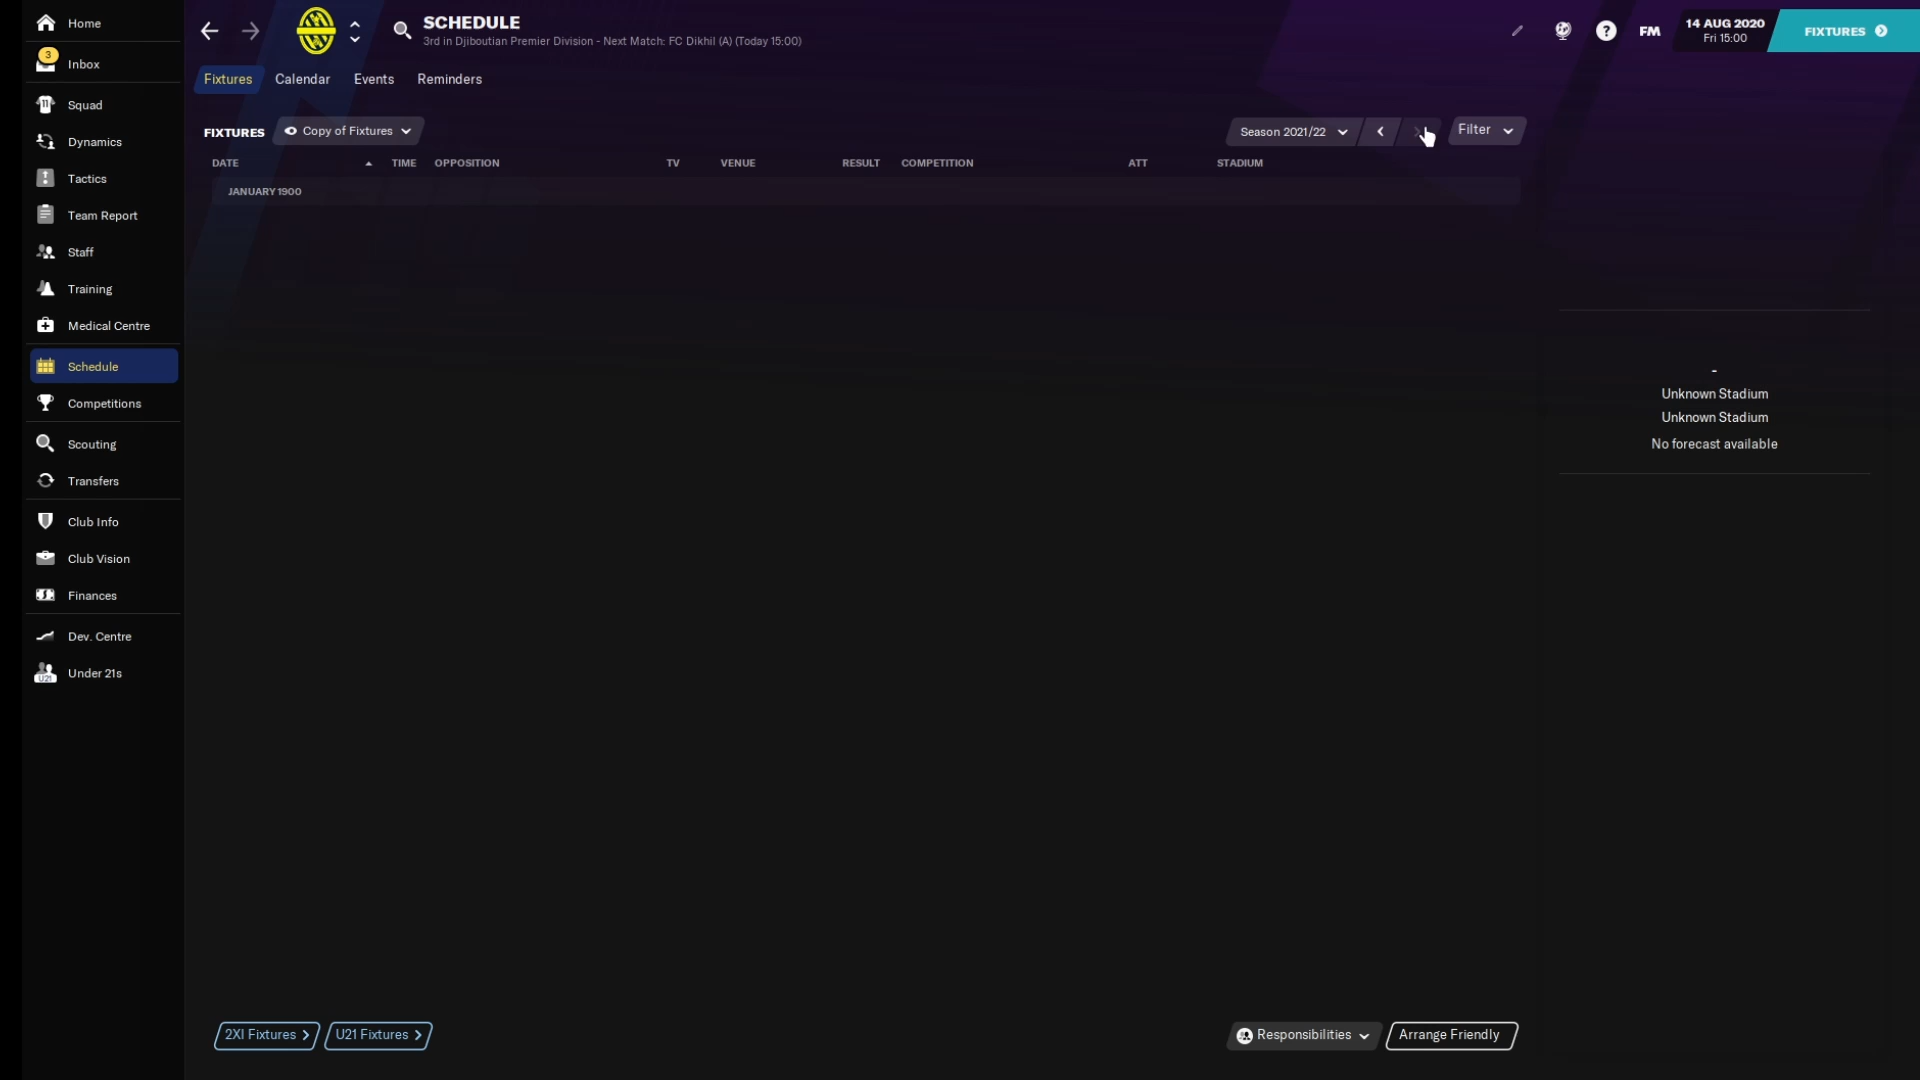 Home
3
Inbox
Squad
Dynamics
Tactics
Team Report
Staff
Training
Medical Centre
Schedule
Competitions
Scouting
Transfers
Club Info
Club Vision
Finances
Dev. Centre
U21
Under 21s
SCHEDULE
3rd in Djiboutian Premier Division - Next Match: FC Dikhil (A) (Today 15:00)
?
FM
14 AUG 2020
Fri 15:00
FIXTURES
Fixtures
Calendar
Events
Reminders
FIXTURES
Copy of Fixtures
Season 2021/22
Filter
DATE
TIME
OPPOSITION
TV
VENUE
RESULT
COMPETITION
ATT
STADIUM
JANUARY 1900
-
Unknown Stadium
Unknown Stadium
No forecast available
2XI Fixtures
U21 Fixtures
Responsibilities
Arrange Friendly